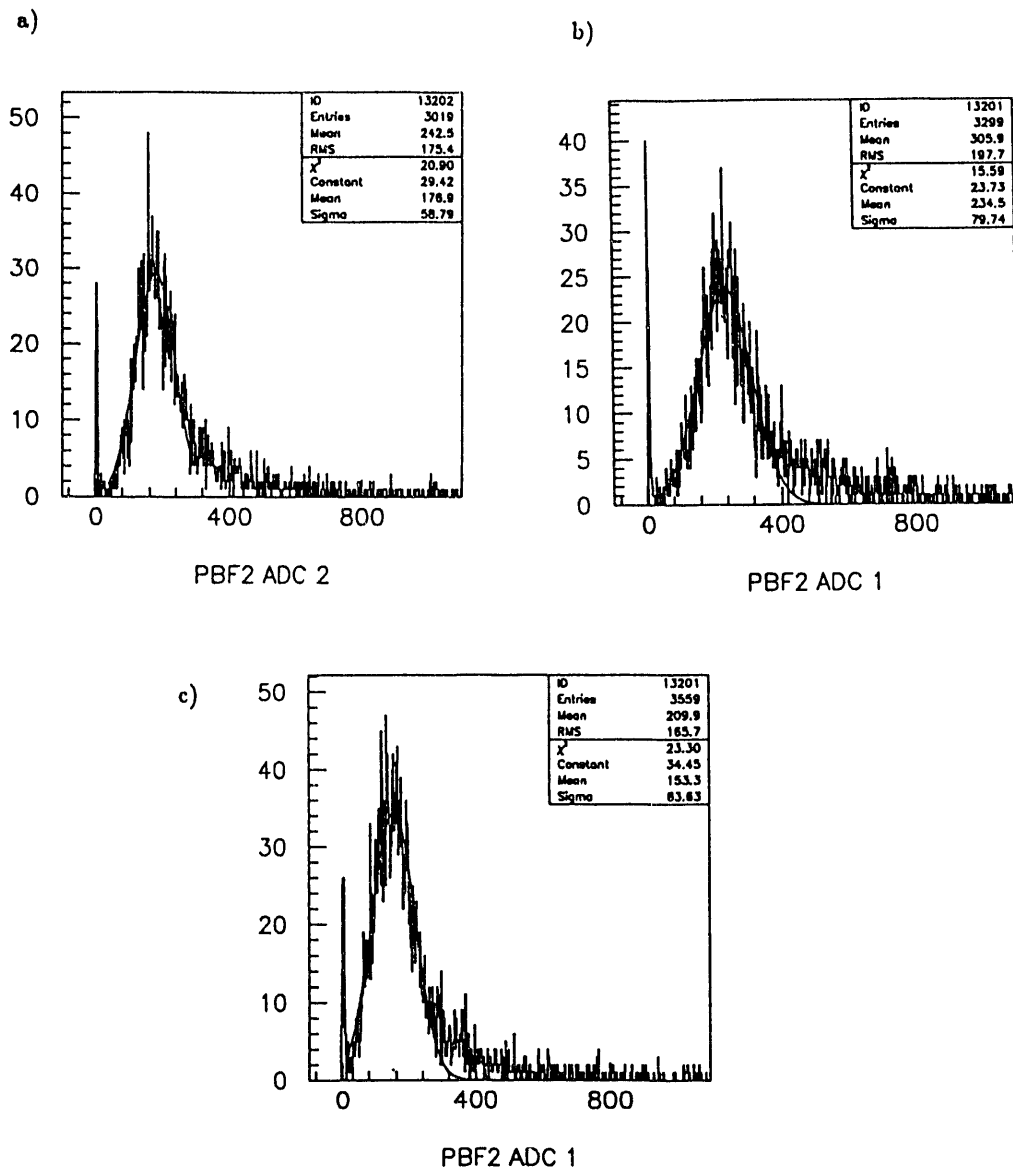 a)
ID 13202
Entries 3019
Mean 242.5
RMS 175.4
χ² 20.90
Constant 29.42
Mean 176.9
Sigma 58.79
50
40
30
20
10
0
0 400 800
PBF2 ADC 2
b)
ID 13201
Entries 3299
Mean 305.9
RMS 197.7
χ² 15.59
Constant 23.73
Mean 234.5
Sigma 79.74
40
35
30
25
20
15
10
5
0
0 400 800
PBF2 ADC 1
c)
ID 13201
Entries 3559
Mean 209.9
RMS 165.7
χ² 23.30
Constant 34.45
Mean 153.3
Sigma 63.63
50
40
30
20
10
0
0 400 800
PBF2 ADC 1